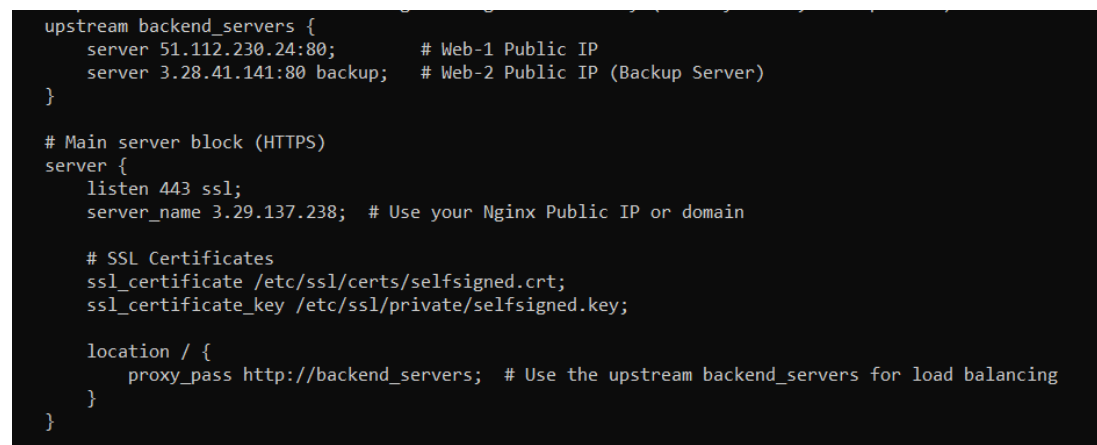 upstream backend_servers {
    server 51.112.230.24:80;        # Web-1 Public IP
    server 3.28.41.141:80 backup;   # Web-2 Public IP (Backup Server)
}

# Main server block (HTTPS)
server {
    listen 443 ssl;
    server_name 3.29.137.238;  # Use your Nginx Public IP or domain

    # SSL Certificates
    ssl_certificate /etc/ssl/certs/selfsigned.crt;
    ssl_certificate_key /etc/ssl/private/selfsigned.key;

    location / {
        proxy_pass http://backend_servers;  # Use the upstream backend_servers for load balancing
    }
}